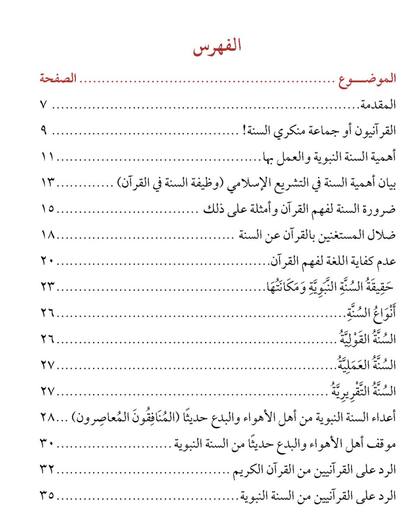 الفهرس
الموضـــوع ........................................................ الصفحة
المقدمة........................................................ ٧
القرآنيون أو جماعة منكري السنة! ................................ ٩
أهمية السنة النبوية والعمل بها.................................... ١١
بيان أهمية السنة في التشريع الإسلامي (وظيفة السنة في القرآن) ............ ١٣
ضرورة السنة لفهم القرآن وأمثلة على ذلك ............................ ١٥
ضلال المستغنين بالقرآن عن السنة ................................ ١٨
عدم كفاية اللغة لفهم القرآن.................................... ٢٠
حَقِيقَةُ السُنَّةِ النَّبَوِيَّةِ وَمَكَانَتُهَا.................................... ٢٣
أَنْوَاعُ السُنَّةِ.................................................. ٢٦
السُنَّةُ القَوْلِيَّةُ ................................................ ٢٦
السُنَّةُ العَمَلِيَّةُ................................................ ٢٧
السُنَّةُ التَّقْرِيرِيَّةُ .............................................. ٢٧
أعداء السنة النبوية من أهل الأهواء والبدع حديثًا (المُنَافِقُونَ المُعاصِرون) ... ٢٨
موقف أهل الأهواء والبدع حديثًا من السنة النبوية .................... ٣٠
الرد على القرآنيين من القرآن الكريم ................................ ٣٢
الرد على القرآنيين من السنة النبوية ................................ ٣٥